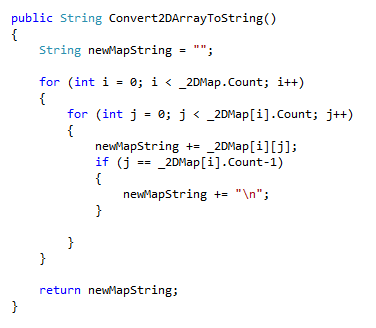 public String Convert2DArrayToString()
{
    String newMapString = "";

    for (int i = 0; i < _2DMap.Count; i++)
    {
        for (int j = 0; j < _2DMap[i].Count; j++)
        {
            newMapString += _2DMap[i][j];
            if (j == _2DMap[i].Count-1)
            {
                newMapString += "\n";
            }

        }
    }

    return newMapString;
}